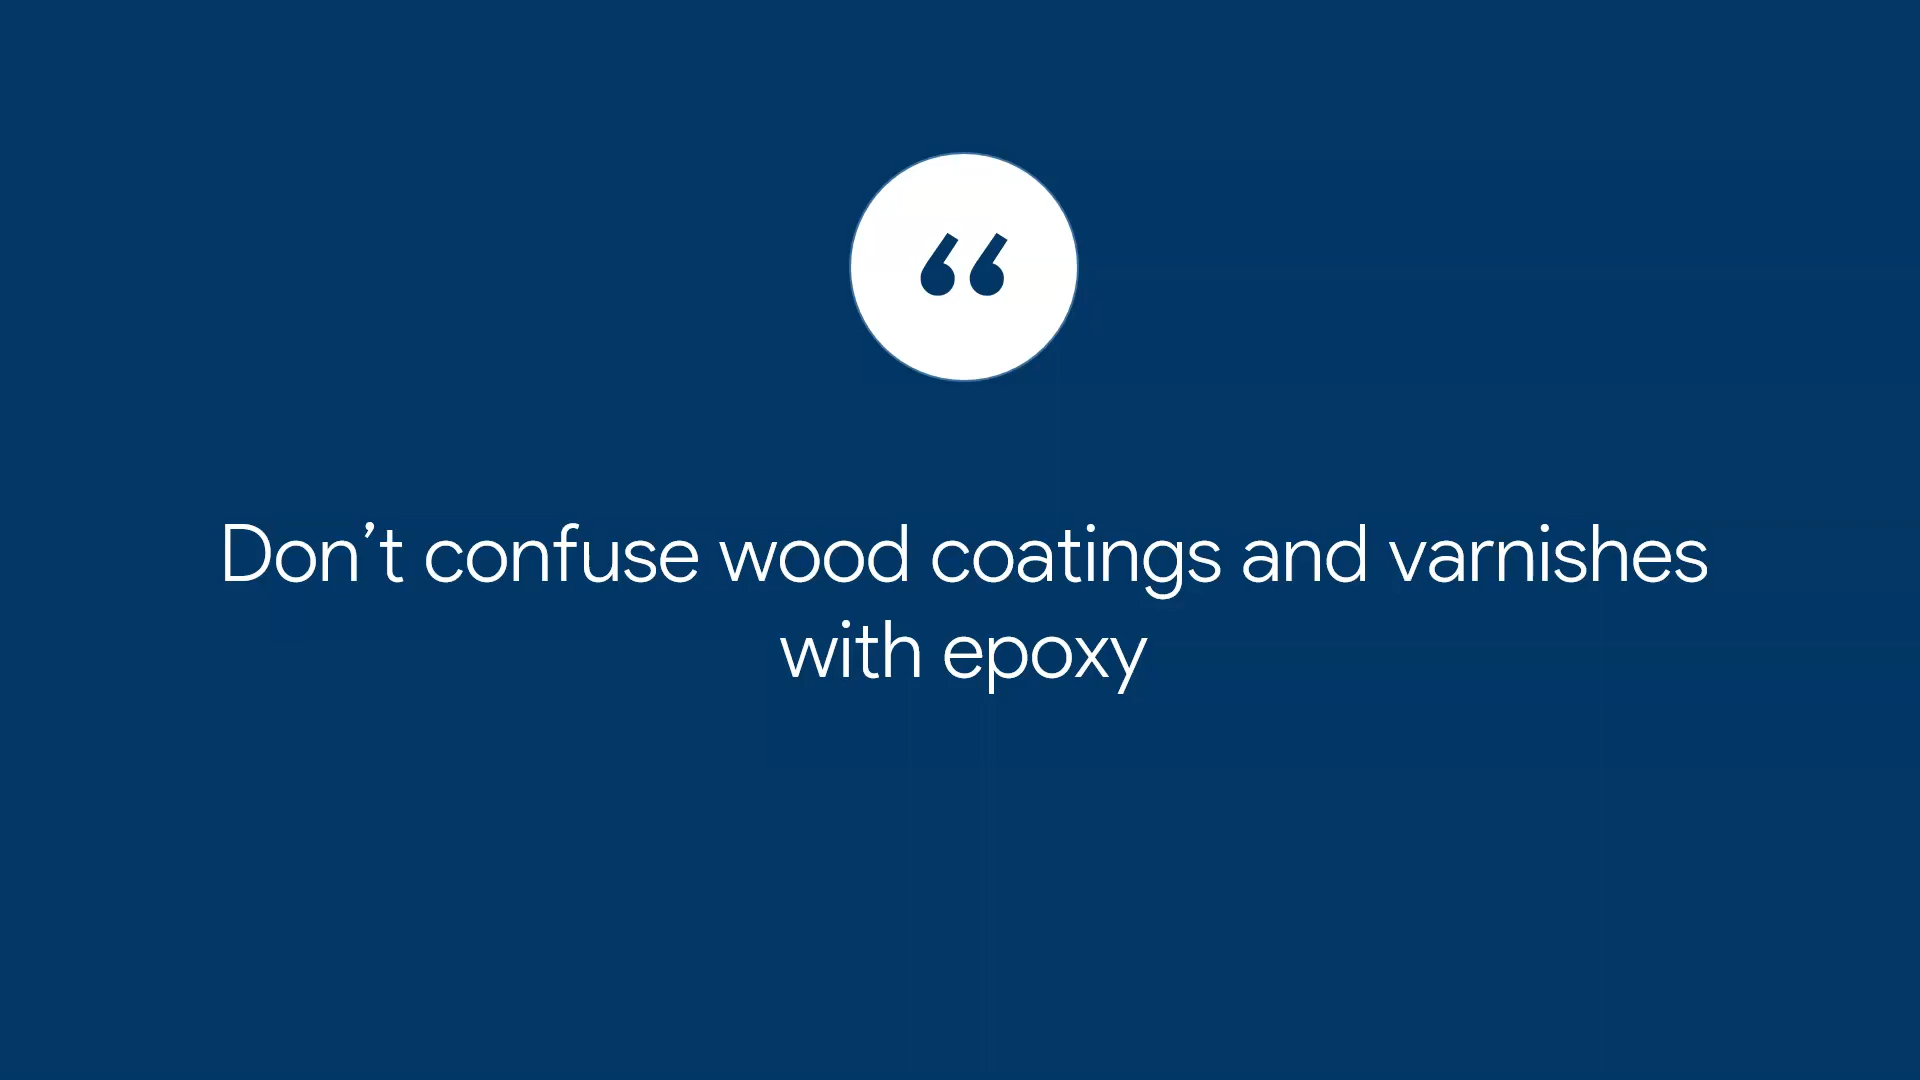 “
Don’t confuse wood coatings and varnishes
with epoxy